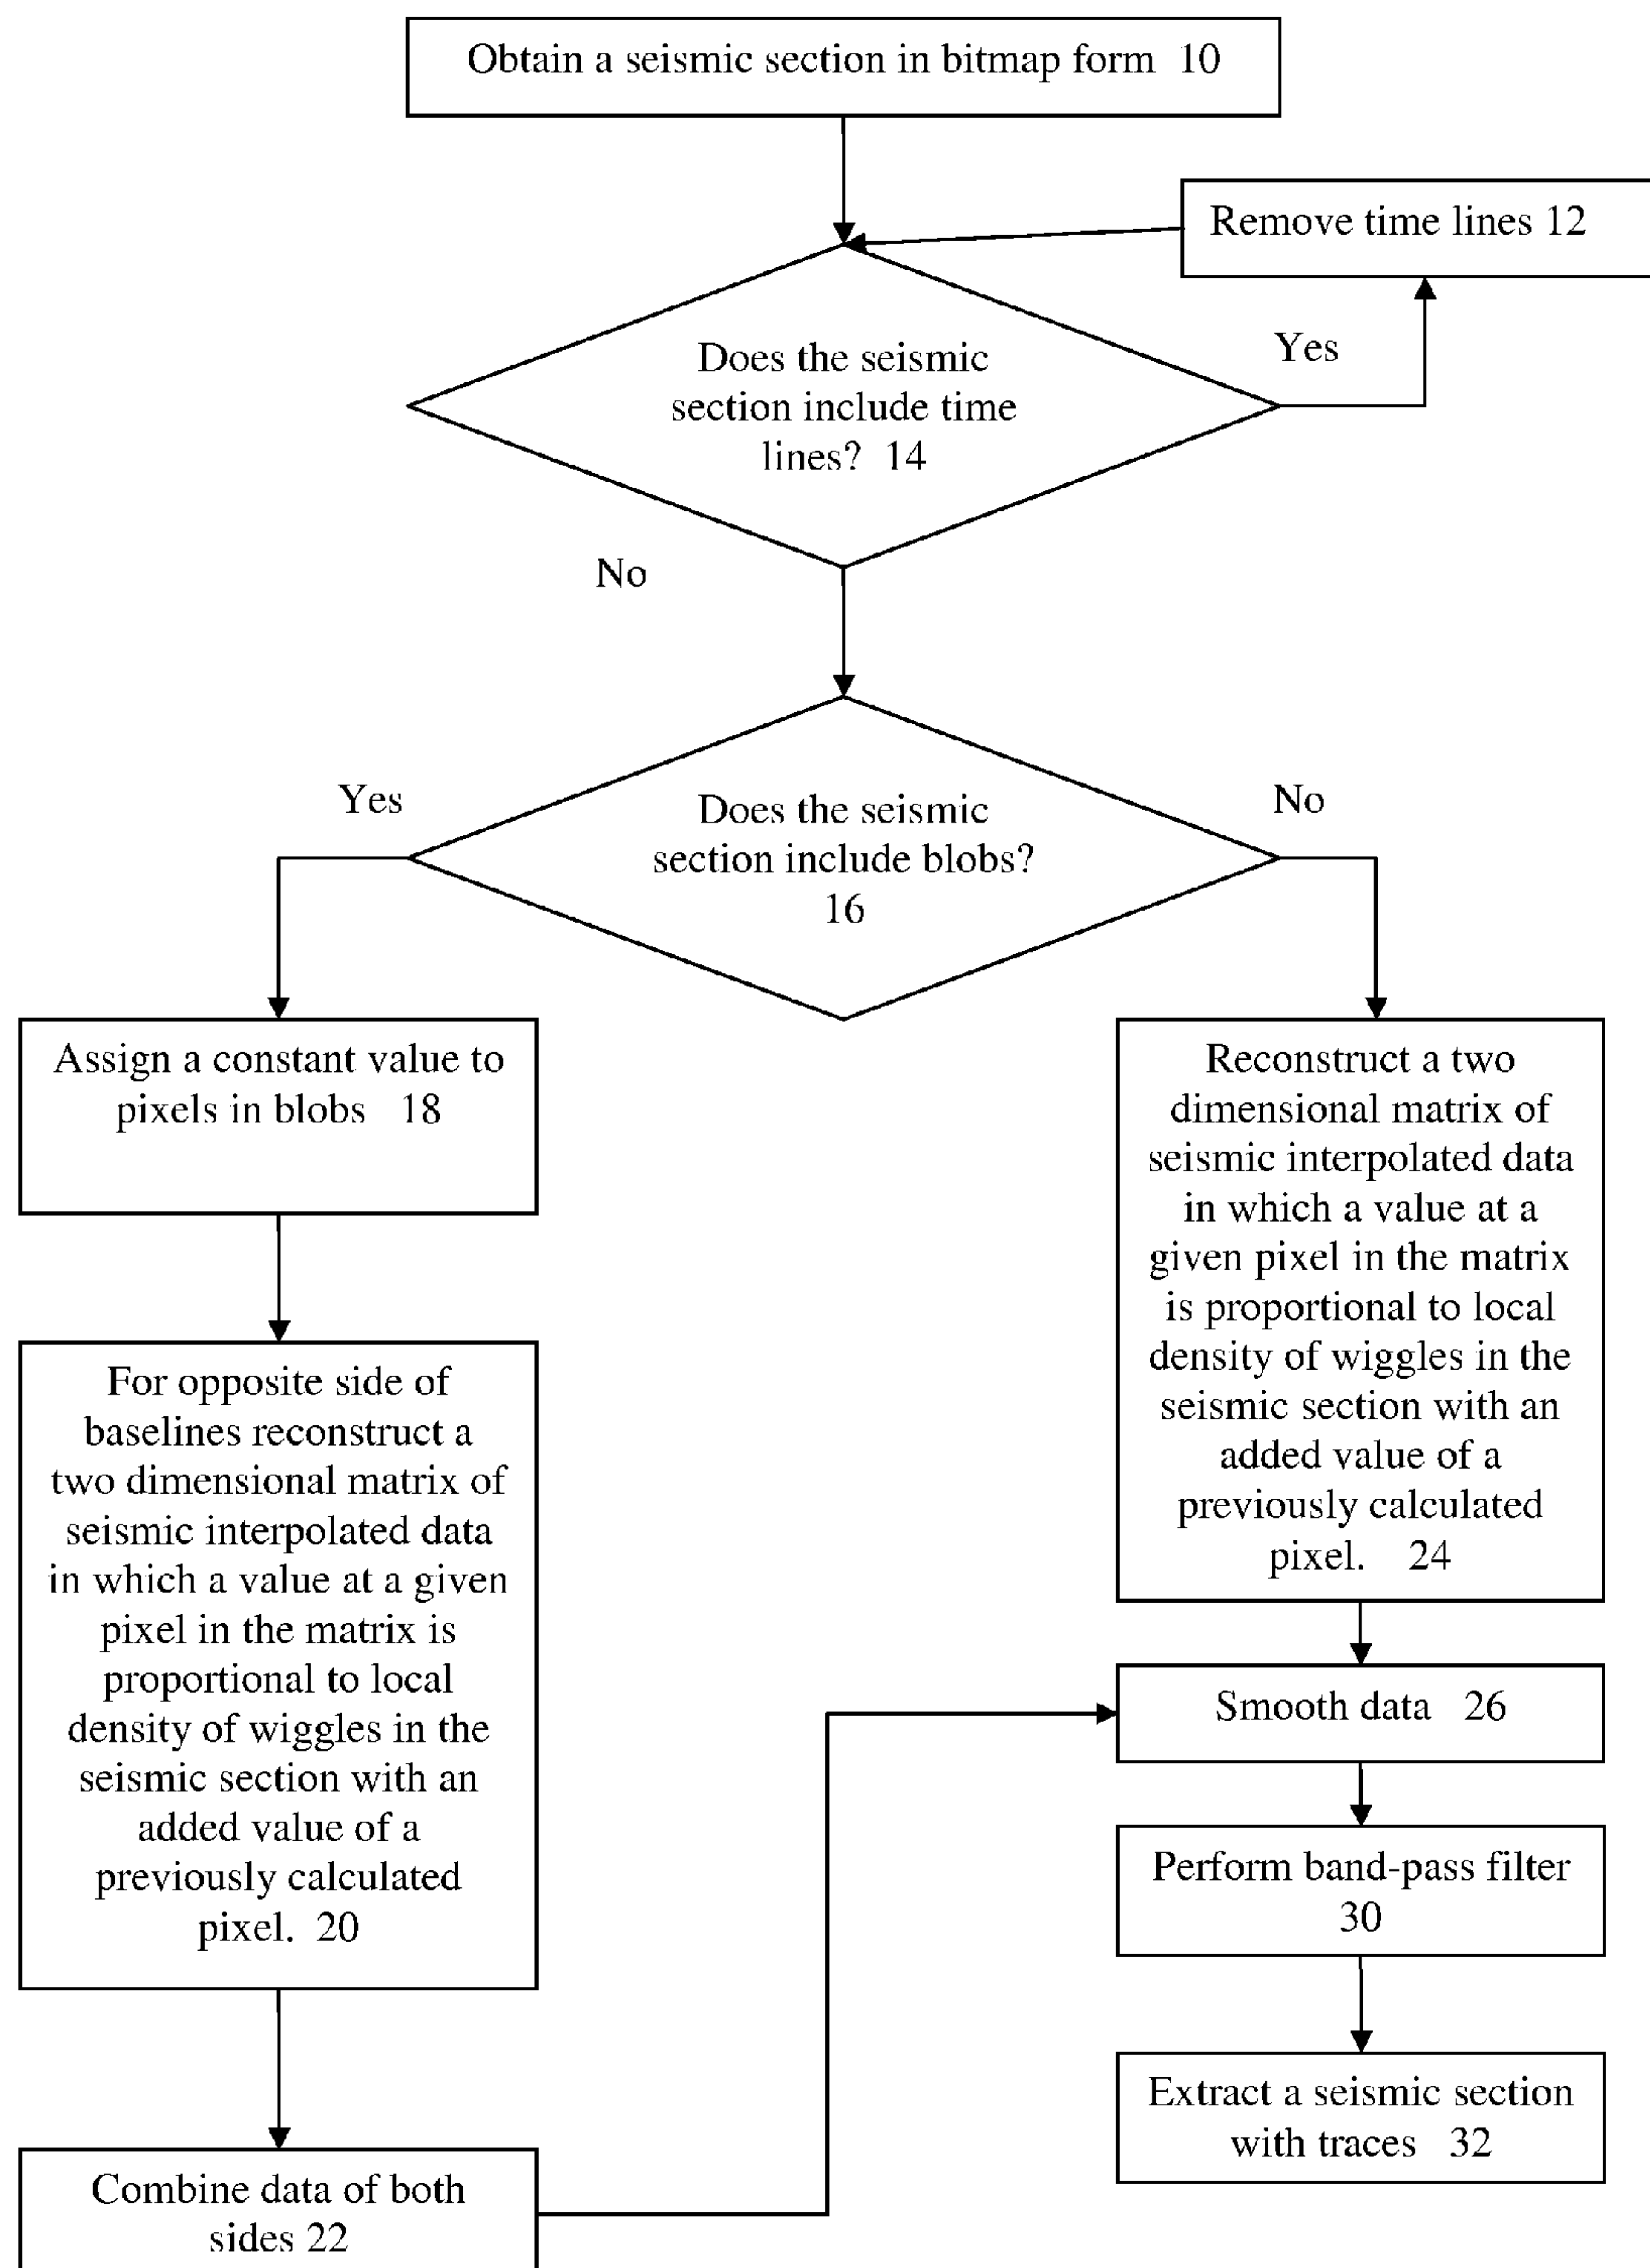 Obtain a seismic section in bitmap form 10
Remove time lines 12
Does the seismic
section include time
lines? 14
Yes
No
Does the seismic
section include blobs?
16
Yes
No
Assign a constant value to
pixels in blobs 18
For opposite side of
baselines reconstruct a
two dimensional matrix of
seismic interpolated data
in which a value at a given
pixel in the matrix is
proportional to local
density of wiggles in the
seismic section with an
added value of a
previously calculated
pixel. 20
Combine data of both
sides 22
Reconstruct a two
dimensional matrix of
seismic interpolated data
in which a value at a
given pixel in the matrix
is proportional to local
density of wiggles in the
seismic section with an
added value of a
previously calculated
pixel. 24
Smooth data 26
Perform band-pass filter
30
Extract a seismic section
with traces 32